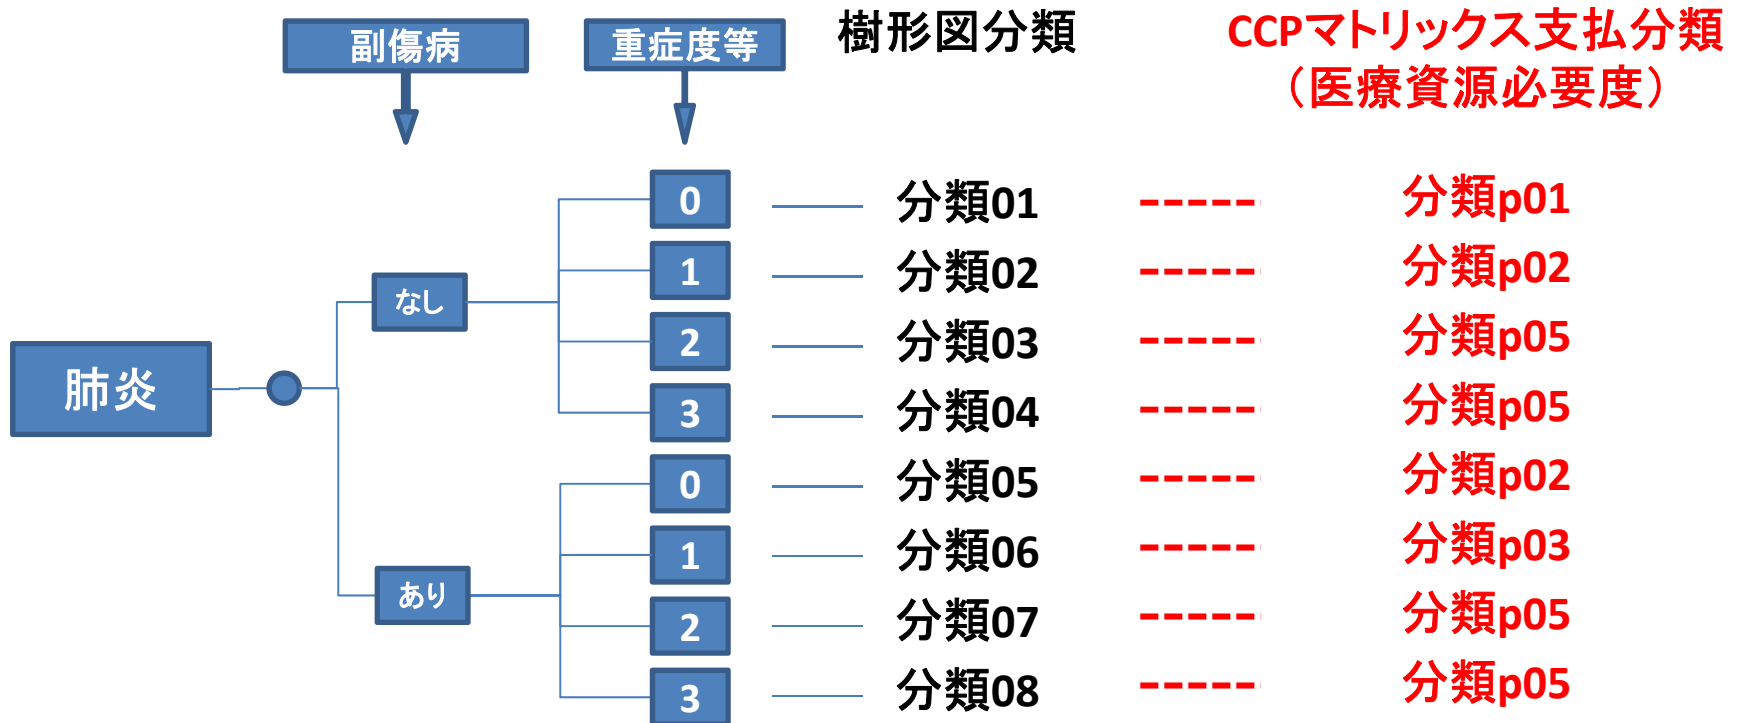 副傷病
重症度等
樹形図分類
CCPマトリックス支払分類
（医療資源必要度）
肺炎
なし
あり
0 分類01 分類p01
1 分類02 分類p02
2 分類03 分類p05
3 分類04 分類p05
0 分類05 分類p02
1 分類06 分類p03
2 分類07 分類p05
3 分類08 分類p05